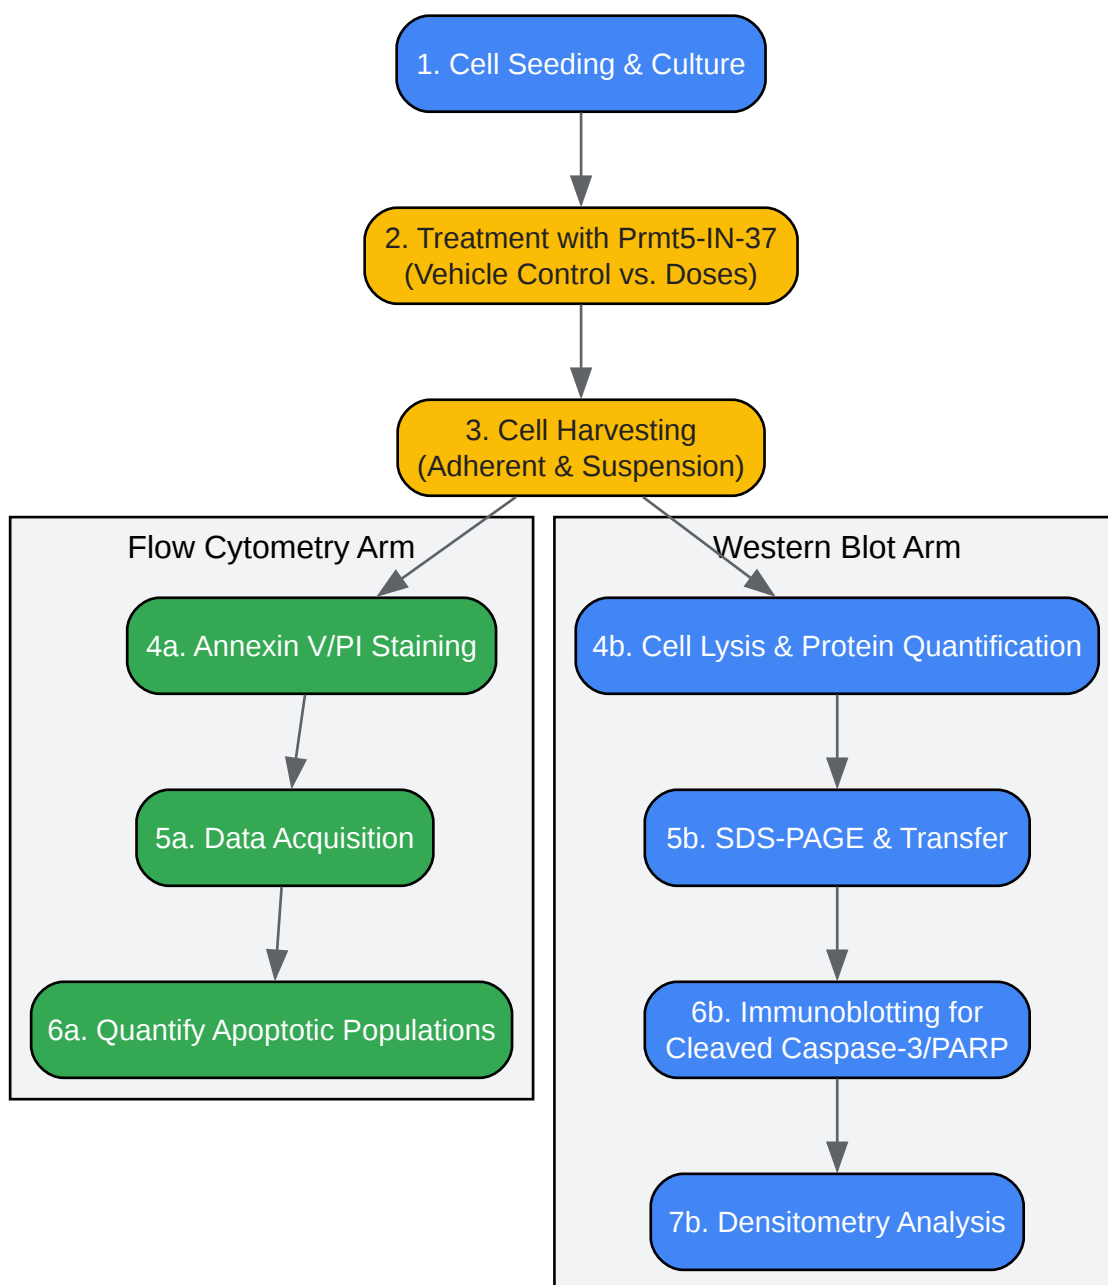 1. Cell Seeding & Culture
2. Treatment with Prmt5-IN-37
(Vehicle Control vs. Doses)
3. Cell Harvesting
(Adherent & Suspension)
Flow Cytometry Arm
4a. Annexin V/PI Staining
5a. Data Acquisition
6a. Quantify Apoptotic Populations
Western Blot Arm
4b. Cell Lysis & Protein Quantification
5b. SDS-PAGE & Transfer
6b. Immunoblotting for
Cleaved Caspase-3/PARP
7b. Densitometry Analysis